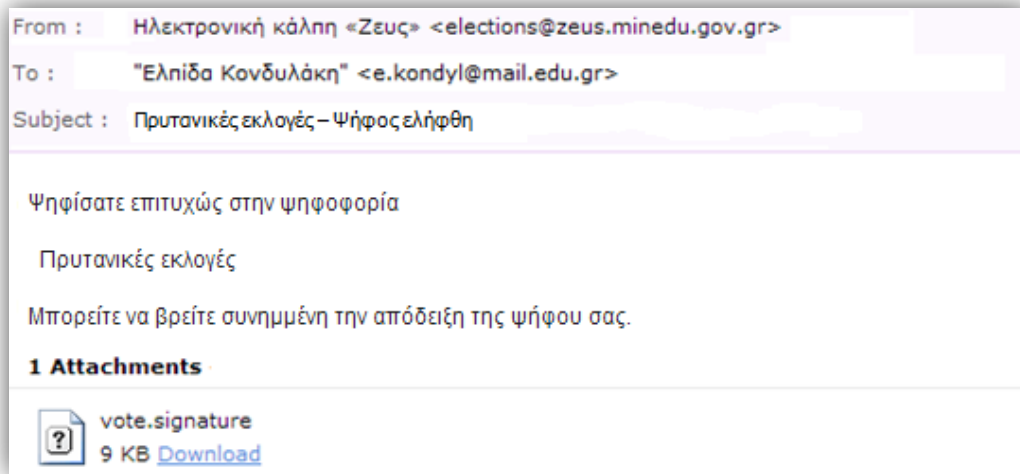 From : Ηλεκτρονική κάλπη «Ζευς» <elections@zeus.minedu.gov.gr>
To : "Ελπίδα Κονδυλάκη" <e.kondyl@mail.edu.gr>
Subject : Πρυτανικές εκλογές – Ψήφος ελήφθη
Ψηφίσατε επιτυχώς στην ψηφοφορία
Πρυτανικές εκλογές
Μπορείτε να βρείτε συνημμένη την απόδειξη της ψήφου σας.
1 Attachments
vote.signature
9 KB Download